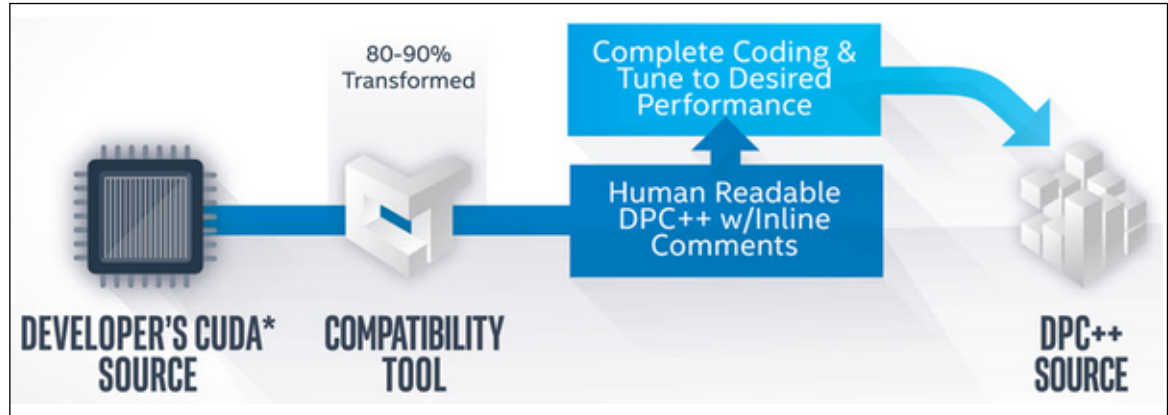 80-90%
Transformed
Complete Coding &
Tune to Desired
Performance
Human Readable
DPC++ w/Inline
Comments
DEVELOPER'S CUDA*
SOURCE
COMPATIBILITY
TOOL
DPC++
SOURCE